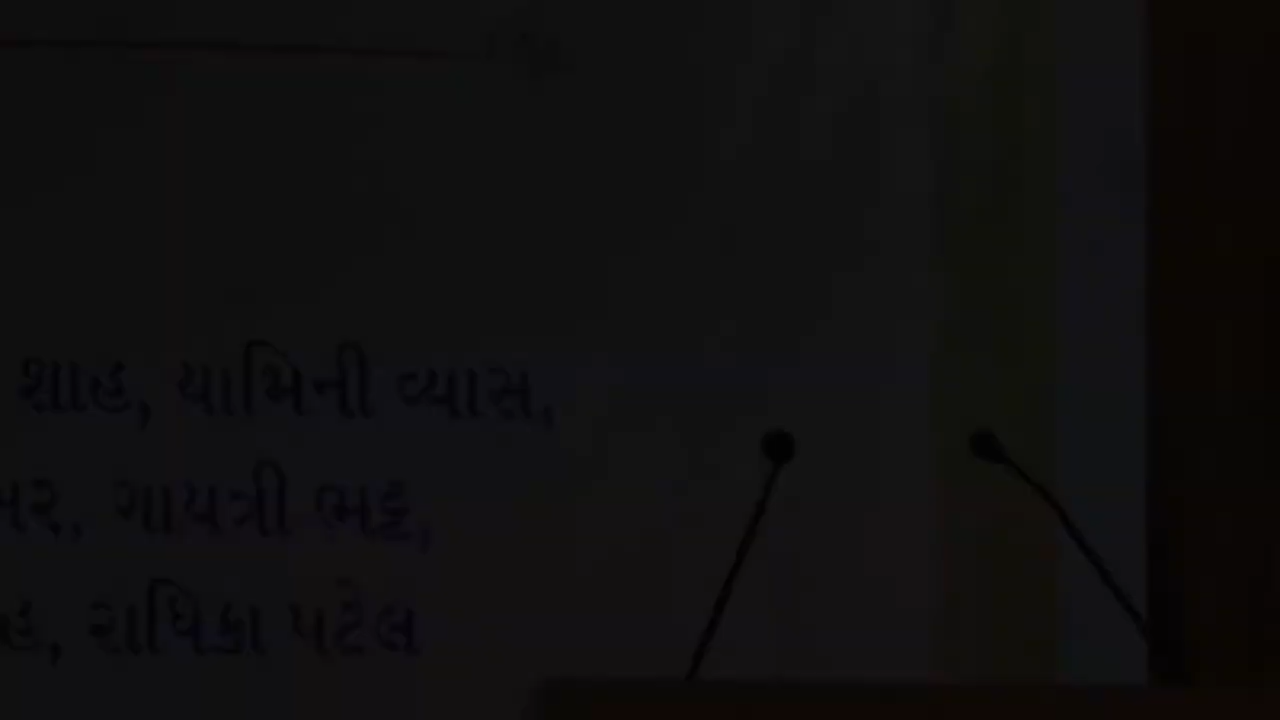 શાહ, યામિની વ્યાસ,
ગાયત્રી ભટ્ટ,
રાધિકા પટેલ